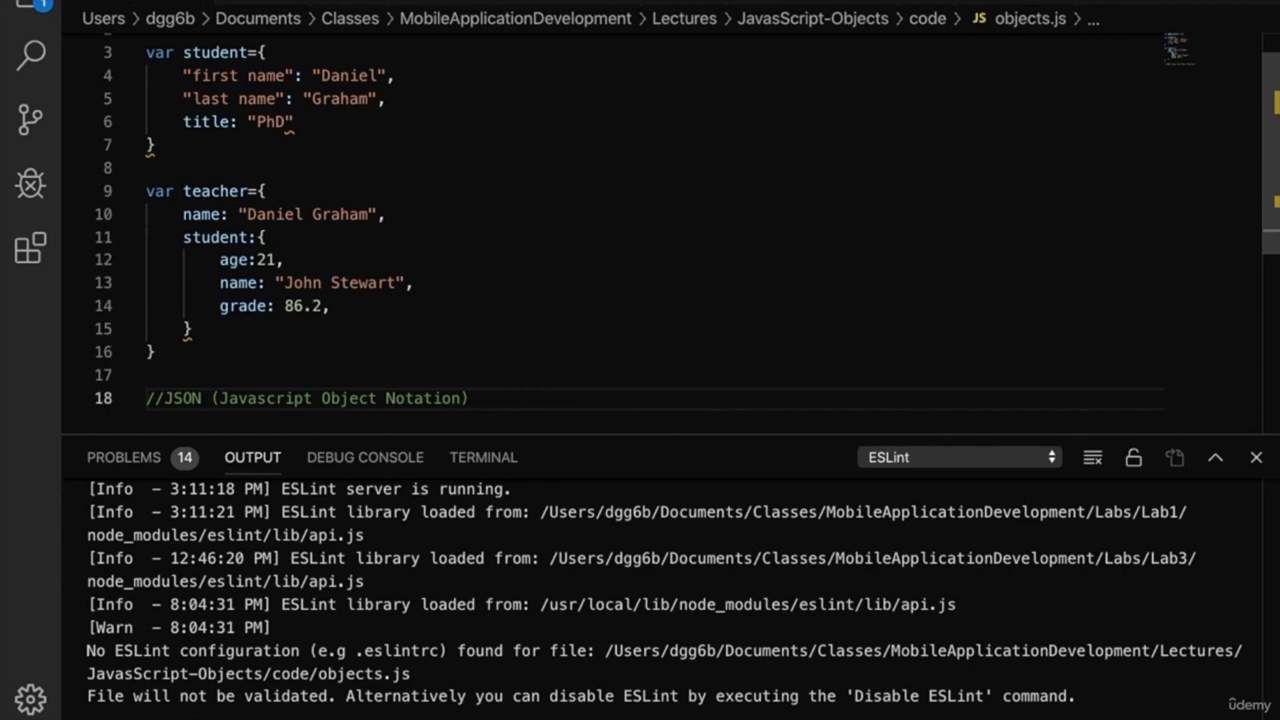 1
Users > dgg6b > Documents > Classes > MobileApplicationDevelopment > Lectures > JavasScript-Objects > code > JS objects.js > ...
3 var student={
4 "first name": "Daniel",
5 "last name": "Graham",
6 title: "PhD"
7 }
8
9 var teacher={
10 name: "Daniel Graham",
11 student:{
12 age:21,
13 name: "John Stewart",
14 grade: 86.2,
15 }
16 }
17
18 //JSON (Javascript Object Notation)
PROBLEMS 14 OUTPUT DEBUG CONSOLE TERMINAL ESLint
[Info  - 3:11:18 PM] ESLint server is running.
[Info  - 3:11:21 PM] ESLint library loaded from: /Users/dgg6b/Documents/Classes/MobileApplicationDevelopment/Labs/Lab1/
node_modules/eslint/lib/api.js
[Info  - 12:46:20 PM] ESLint library loaded from: /Users/dgg6b/Documents/Classes/MobileApplicationDevelopment/Labs/Lab3/
node_modules/eslint/lib/api.js
[Info  - 8:04:31 PM] ESLint library loaded from: /usr/local/lib/node_modules/eslint/lib/api.js
[Warn  - 8:04:31 PM]
No ESLint configuration (e.g .eslintrc) found for file: /Users/dgg6b/Documents/Classes/MobileApplicationDevelopment/Lectures/
JavasScript-Objects/code/objects.js
File will not be validated. Alternatively you can disable ESLint by executing the 'Disable ESLint' command.
ûdemy